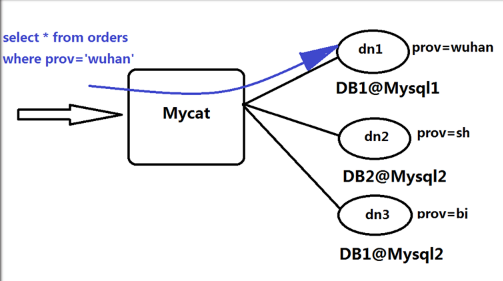 select * from orders
where prov='wuhan'
Mycat
dn1
prov=wuhan
DB1@Mysql1
dn2
prov=sh
DB2@Mysql2
dn3
prov=bi
DB1@Mysql2